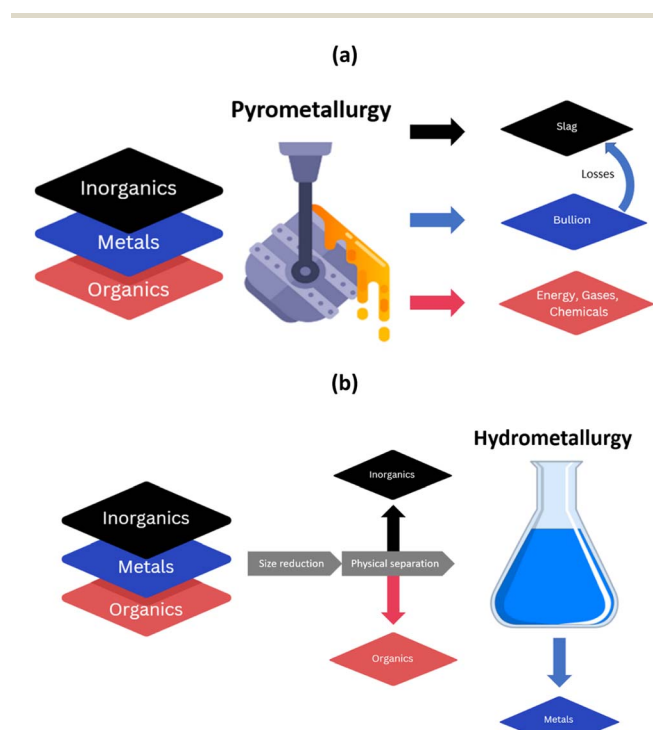 (a)
Pyrometallurgy
Inorganics
Metals
Organics
Slag
Losses
Bullion
Energy, Gases,
Chemicals
(b)
Hydrometallurgy
Inorganics
Metals
Organics
Size reduction
Physical separation
Inorganics
Organics
Metals